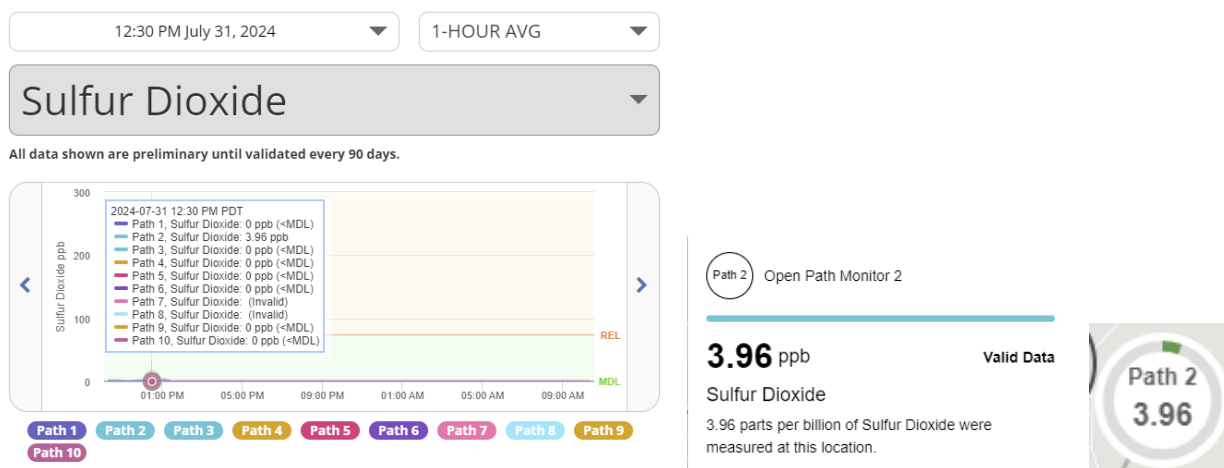 12:30 PM July 31, 2024
1-HOUR AVG
Sulfur Dioxide
All data shown are preliminary until validated every 90 days.
300
200
100
0
Sulfur Dioxide ppb
2024-07-31 12:30 PM PDT
Path 1, Sulfur Dioxide: 0 ppb (<MDL)
Path 2, Sulfur Dioxide: 3.96 ppb
Path 3, Sulfur Dioxide: 0 ppb (<MDL)
Path 4, Sulfur Dioxide: 0 ppb (<MDL)
Path 5, Sulfur Dioxide: 0 ppb (<MDL)
Path 6, Sulfur Dioxide: 0 ppb (<MDL)
Path 7, Sulfur Dioxide: (Invalid)
Path 8, Sulfur Dioxide: (Invalid)
Path 9, Sulfur Dioxide: 0 ppb (<MDL)
Path 10, Sulfur Dioxide: 0 ppb (<MDL)
REL
MDL
01:00 PM 05:00 PM 09:00 PM 01:00 AM 05:00 AM 09:00 AM
Path 1 Path 2 Path 3 Path 4 Path 5 Path 6 Path 7 Path 8 Path 9
Path 10
Path 2 Open Path Monitor 2
3.96 ppb Valid Data
Sulfur Dioxide
3.96 parts per billion of Sulfur Dioxide were
measured at this location.
Path 2
3.96